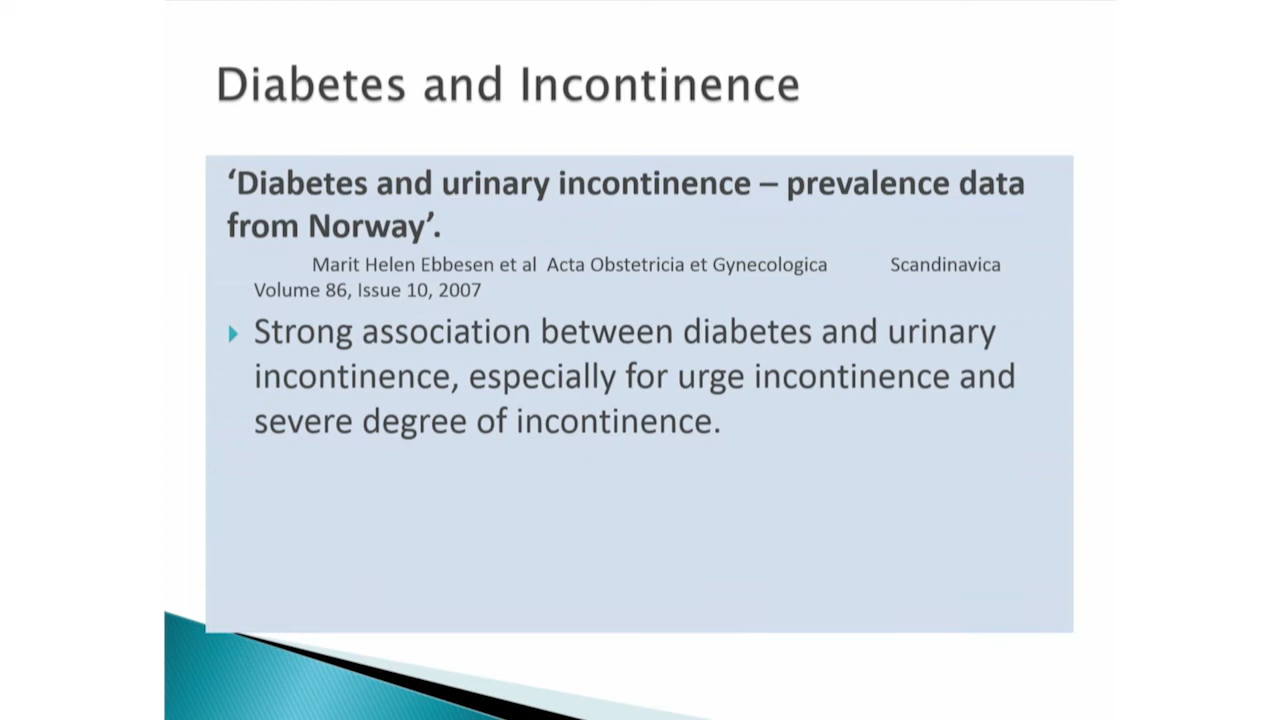 Diabetes and Incontinence
‘Diabetes and urinary incontinence – prevalence data
from Norway’.
Marit Helen Ebbesen et al Acta Obstetricia et Gynecologica Scandinavica
Volume 86, Issue 10, 2007
Strong association between diabetes and urinary
incontinence, especially for urge incontinence and
severe degree of incontinence.